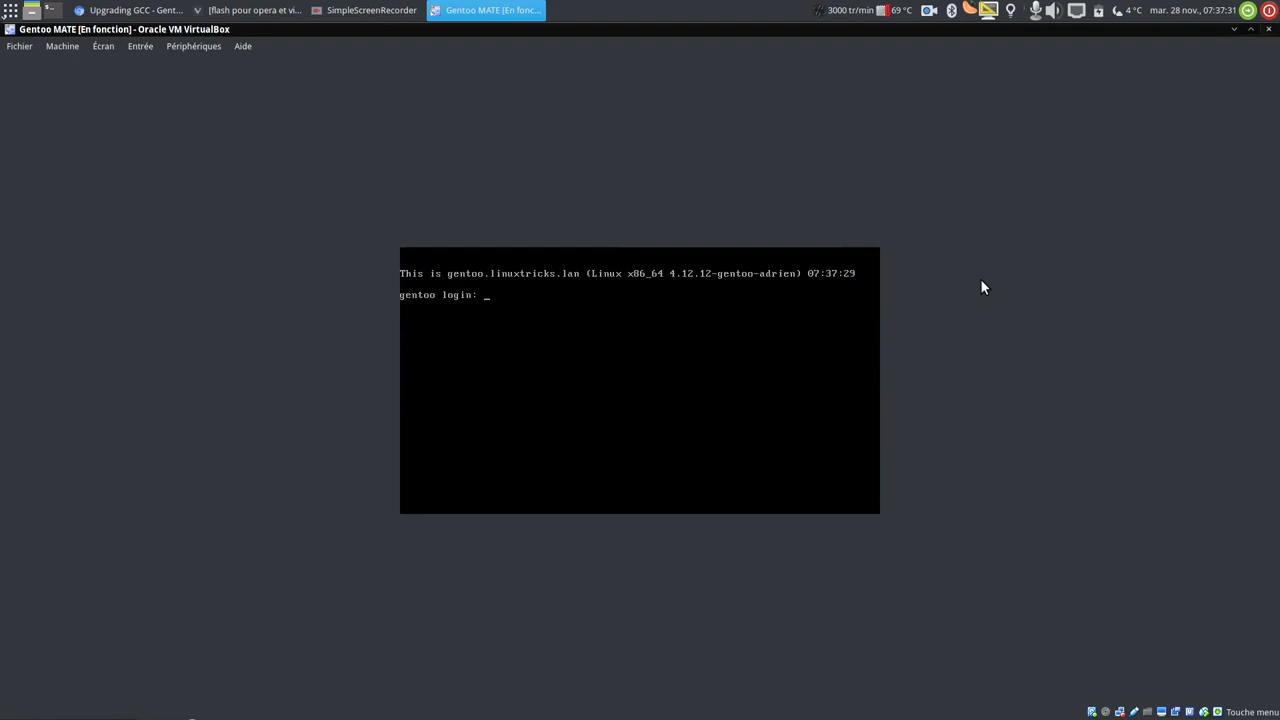 Upgrading GCC - Gent... [flash pour opera et vi... SimpleScreenRecorder Gentoo MATE [En fonc... 3000 tr/min 69 °C 4 °C mar. 28 nov., 07:37:31
Gentoo MATE [En fonction] - Oracle VM VirtualBox
Fichier Machine Écran Entrée Périphériques Aide
This is gentoo.linuxtricks.lan (Linux x86_64 4.12.12-gentoo-adrien) 07:37:29
gentoo login: _
Touche menu